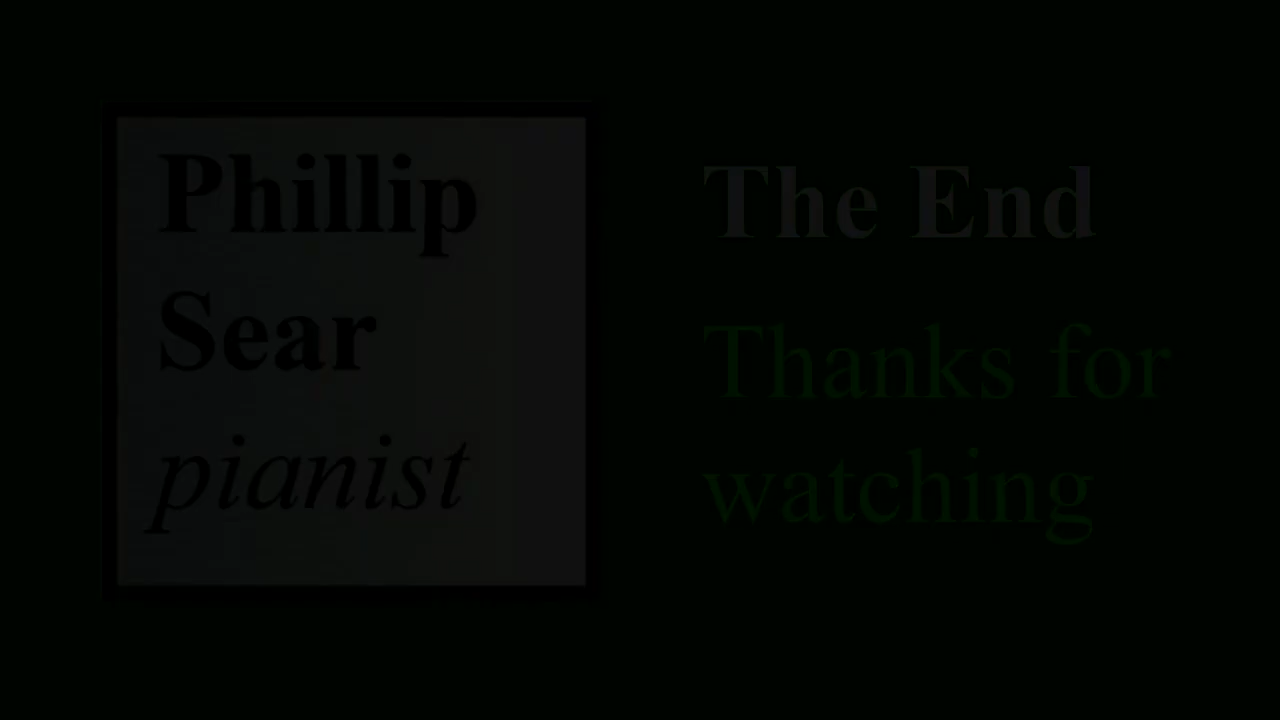 Phillip
Sear
pianist
The End
Thanks for
watching